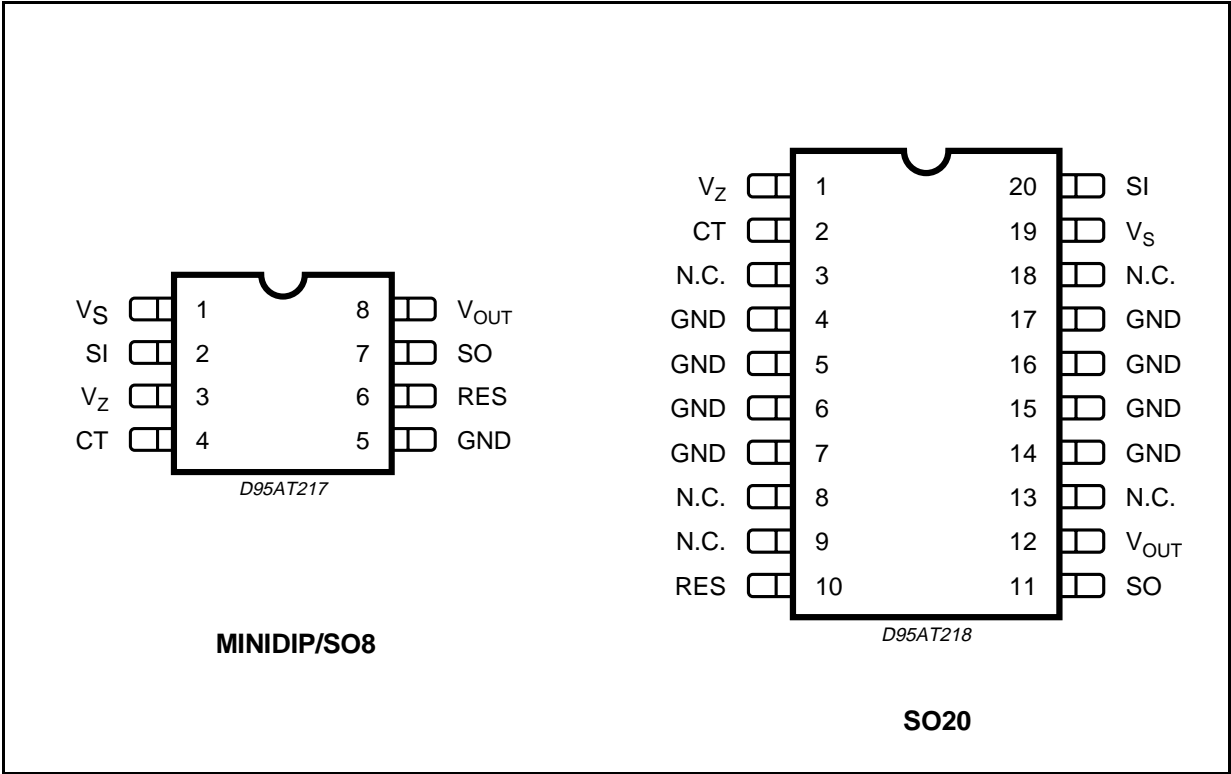 VS 1 8 VOUT
SI 2 7 SO
VZ 3 6 RES
CT 4 5 GND
D95AT217
MINIDIP/SO8
VZ 1 20 SI
CT 2 19 VS
N.C. 3 18 N.C.
GND 4 17 GND
GND 5 16 GND
GND 6 15 GND
GND 7 14 GND
N.C. 8 13 N.C.
N.C. 9 12 VOUT
RES 10 11 SO
D95AT218
SO20